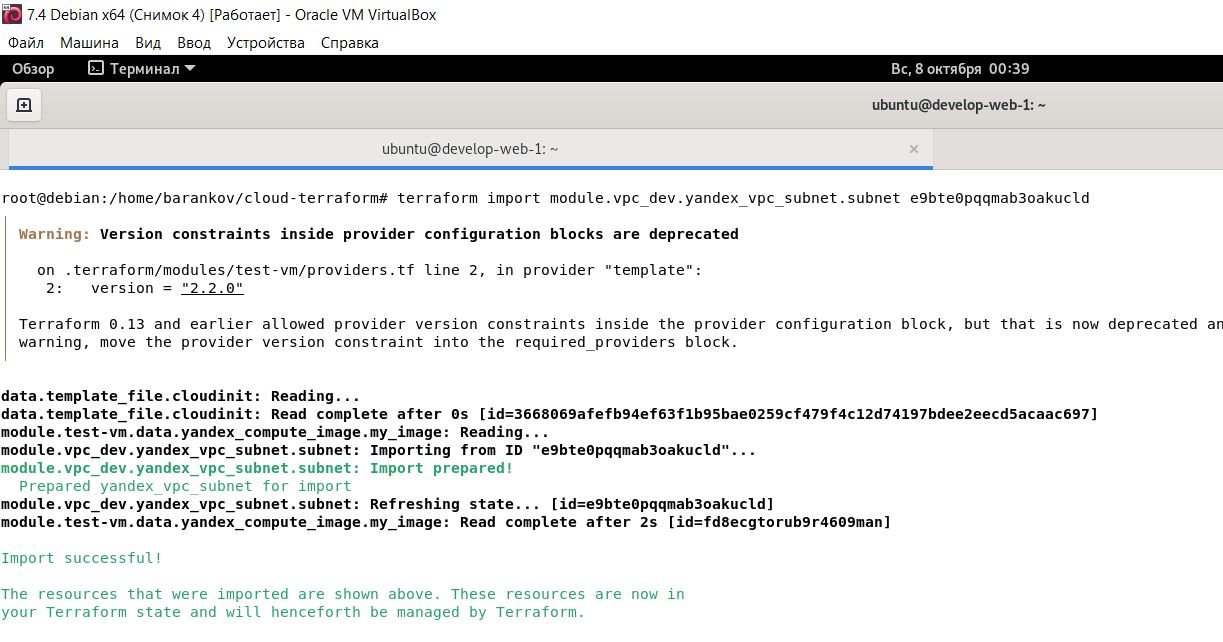 7.4 Debian x64 (Снимок 4) [Работает] - Oracle VM VirtualBox
Файл Машина Вид Ввод Устройства Справка
Обзор Терминал Вс, 8 октября 00:39
ubuntu@develop-web-1: ~
ubuntu@develop-web-1: ~ ×
root@debian:/home/barankov/cloud-terraform# terraform import module.vpc_dev.yandex_vpc_subnet.subnet e9bte0pqqmab3oakucld
Warning: Version constraints inside provider configuration blocks are deprecated
on .terraform/modules/test-vm/providers.tf line 2, in provider "template":
2: version = "2.2.0"
Terraform 0.13 and earlier allowed provider version constraints inside the provider configuration block, but that is now deprecated an
warning, move the provider version constraint into the required_providers block.
data.template_file.cloudinit: Reading...
data.template_file.cloudinit: Read complete after 0s [id=3668069afefb94ef63f1b95bae0259cf479f4c12d74197bdee2eecd5acaac697]
module.test-vm.data.yandex_compute_image.my_image: Reading...
module.vpc_dev.yandex_vpc_subnet.subnet: Importing from ID "e9bte0pqqmab3oakucld"...
module.vpc_dev.yandex_vpc_subnet.subnet: Import prepared!
Prepared yandex_vpc_subnet for import
module.vpc_dev.yandex_vpc_subnet.subnet: Refreshing state... [id=e9bte0pqqmab3oakucld]
module.test-vm.data.yandex_compute_image.my_image: Read complete after 2s [id=fd8ecgtorub9r4609man]
Import successful!
The resources that were imported are shown above. These resources are now in
your Terraform state and will henceforth be managed by Terraform.